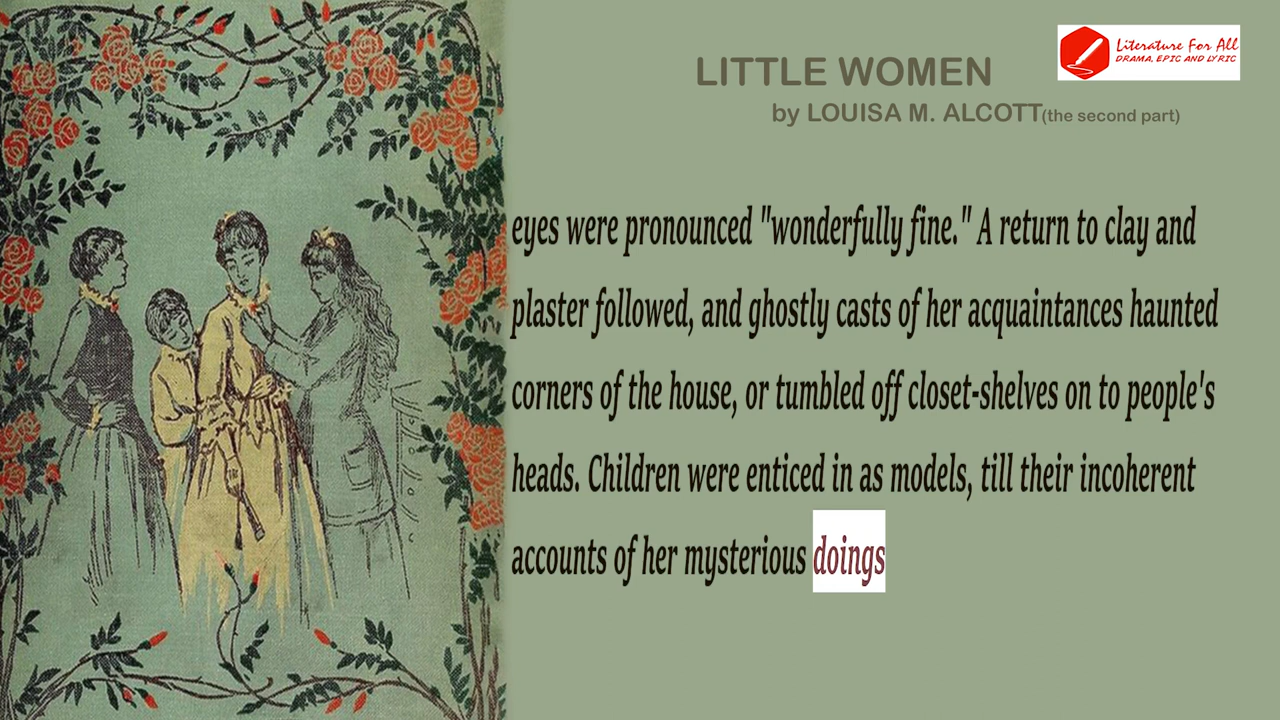 LITTLE WOMEN
by LOUISA M. ALCOTT(the second part)
Literature For All
DRAMA, EPIC AND LYRIC
eyes were pronounced "wonderfully fine." A return to clay and
plaster followed, and ghostly casts of her acquaintances haunted
corners of the house, or tumbled off closet-shelves on to people's
heads. Children were enticed in as models, till their incoherent
accounts of her mysterious doings